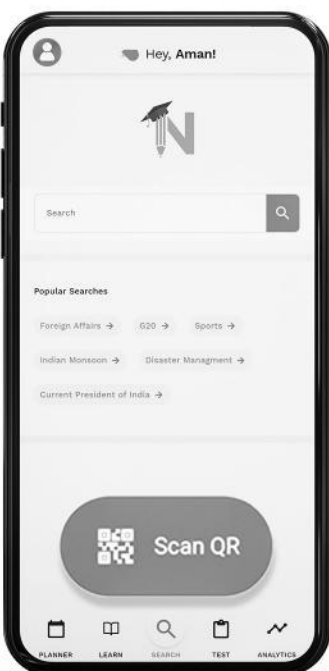 Hey, Aman!
N
Search
Popular Searches
Foreign Affairs → G20 → Sports →
Indian Monsoon → Disaster Managment →
Current President of India →
Scan QR
PLANNER LEARN SEARCH TEST ANALYTICS